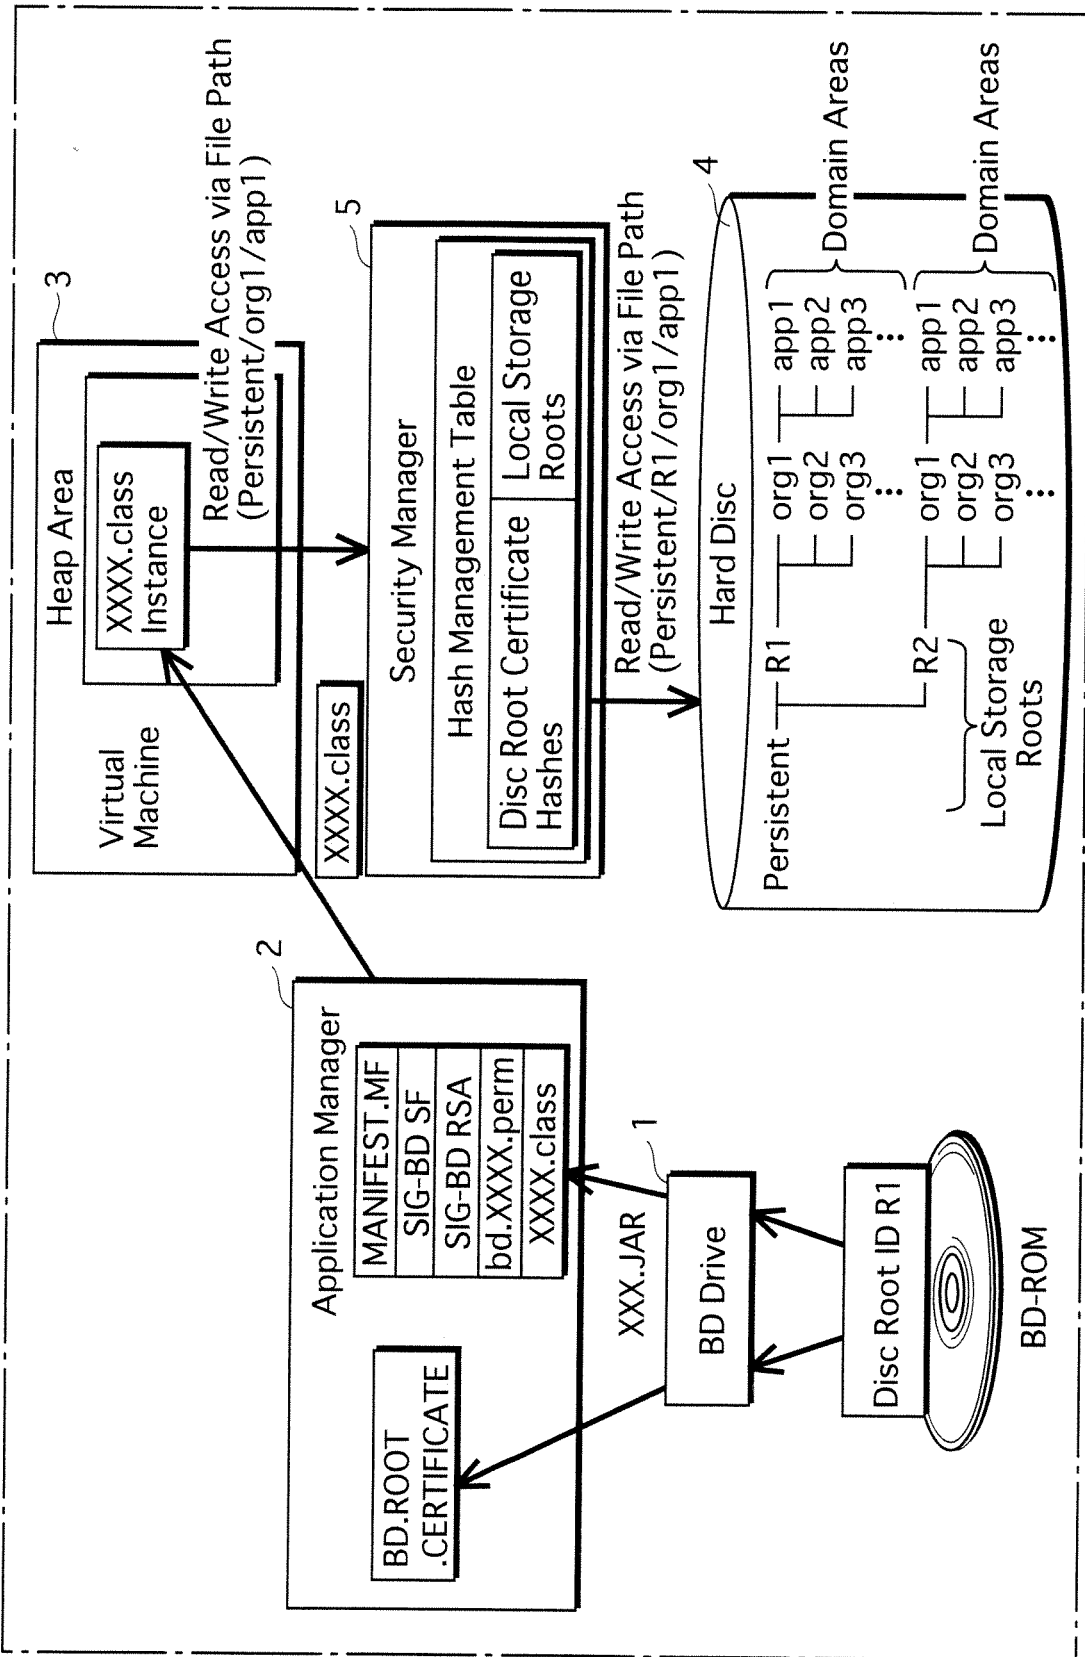 Heap Area
3
XXXX.class
Instance
Virtual
Machine
Read/Write Access via File Path
(Persistent/org1/app1)
XXXX.class
5
Security Manager
Hash Management Table
Disc Root Certificate
Hashes
Local Storage
Roots
Read/Write Access via File Path
(Persistent/R1/org1/app1)
4
Hard Disc
Persistent
R1
org1
app1
org2
app2
org3
app3
Domain Areas
R2
org1
app1
org2
app2
org3
app3
Domain Areas
Local Storage
Roots
2
Application Manager
BD.ROOT
.CERTIFICATE
MANIFEST.MF
SIG-BD SF
SIG-BD RSA
bd.XXXX.perm
XXXX.class
XXX.JAR
1
BD Drive
Disc Root ID R1
BD-ROM